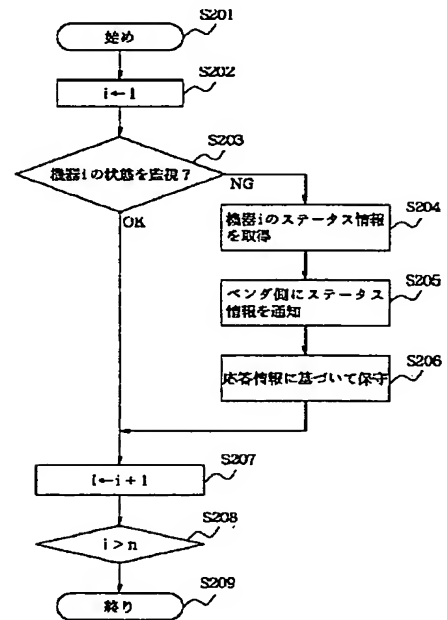 S201
始め
S202
i←1
S203
機器iの状態を監視?
NG
OK
S204
機器iのステータス情報
を取得
S205
ベンダ側にステータス
情報を通知
S206
応答情報に基づいて保守
S207
i←i+1
S208
i>n
S209
終り